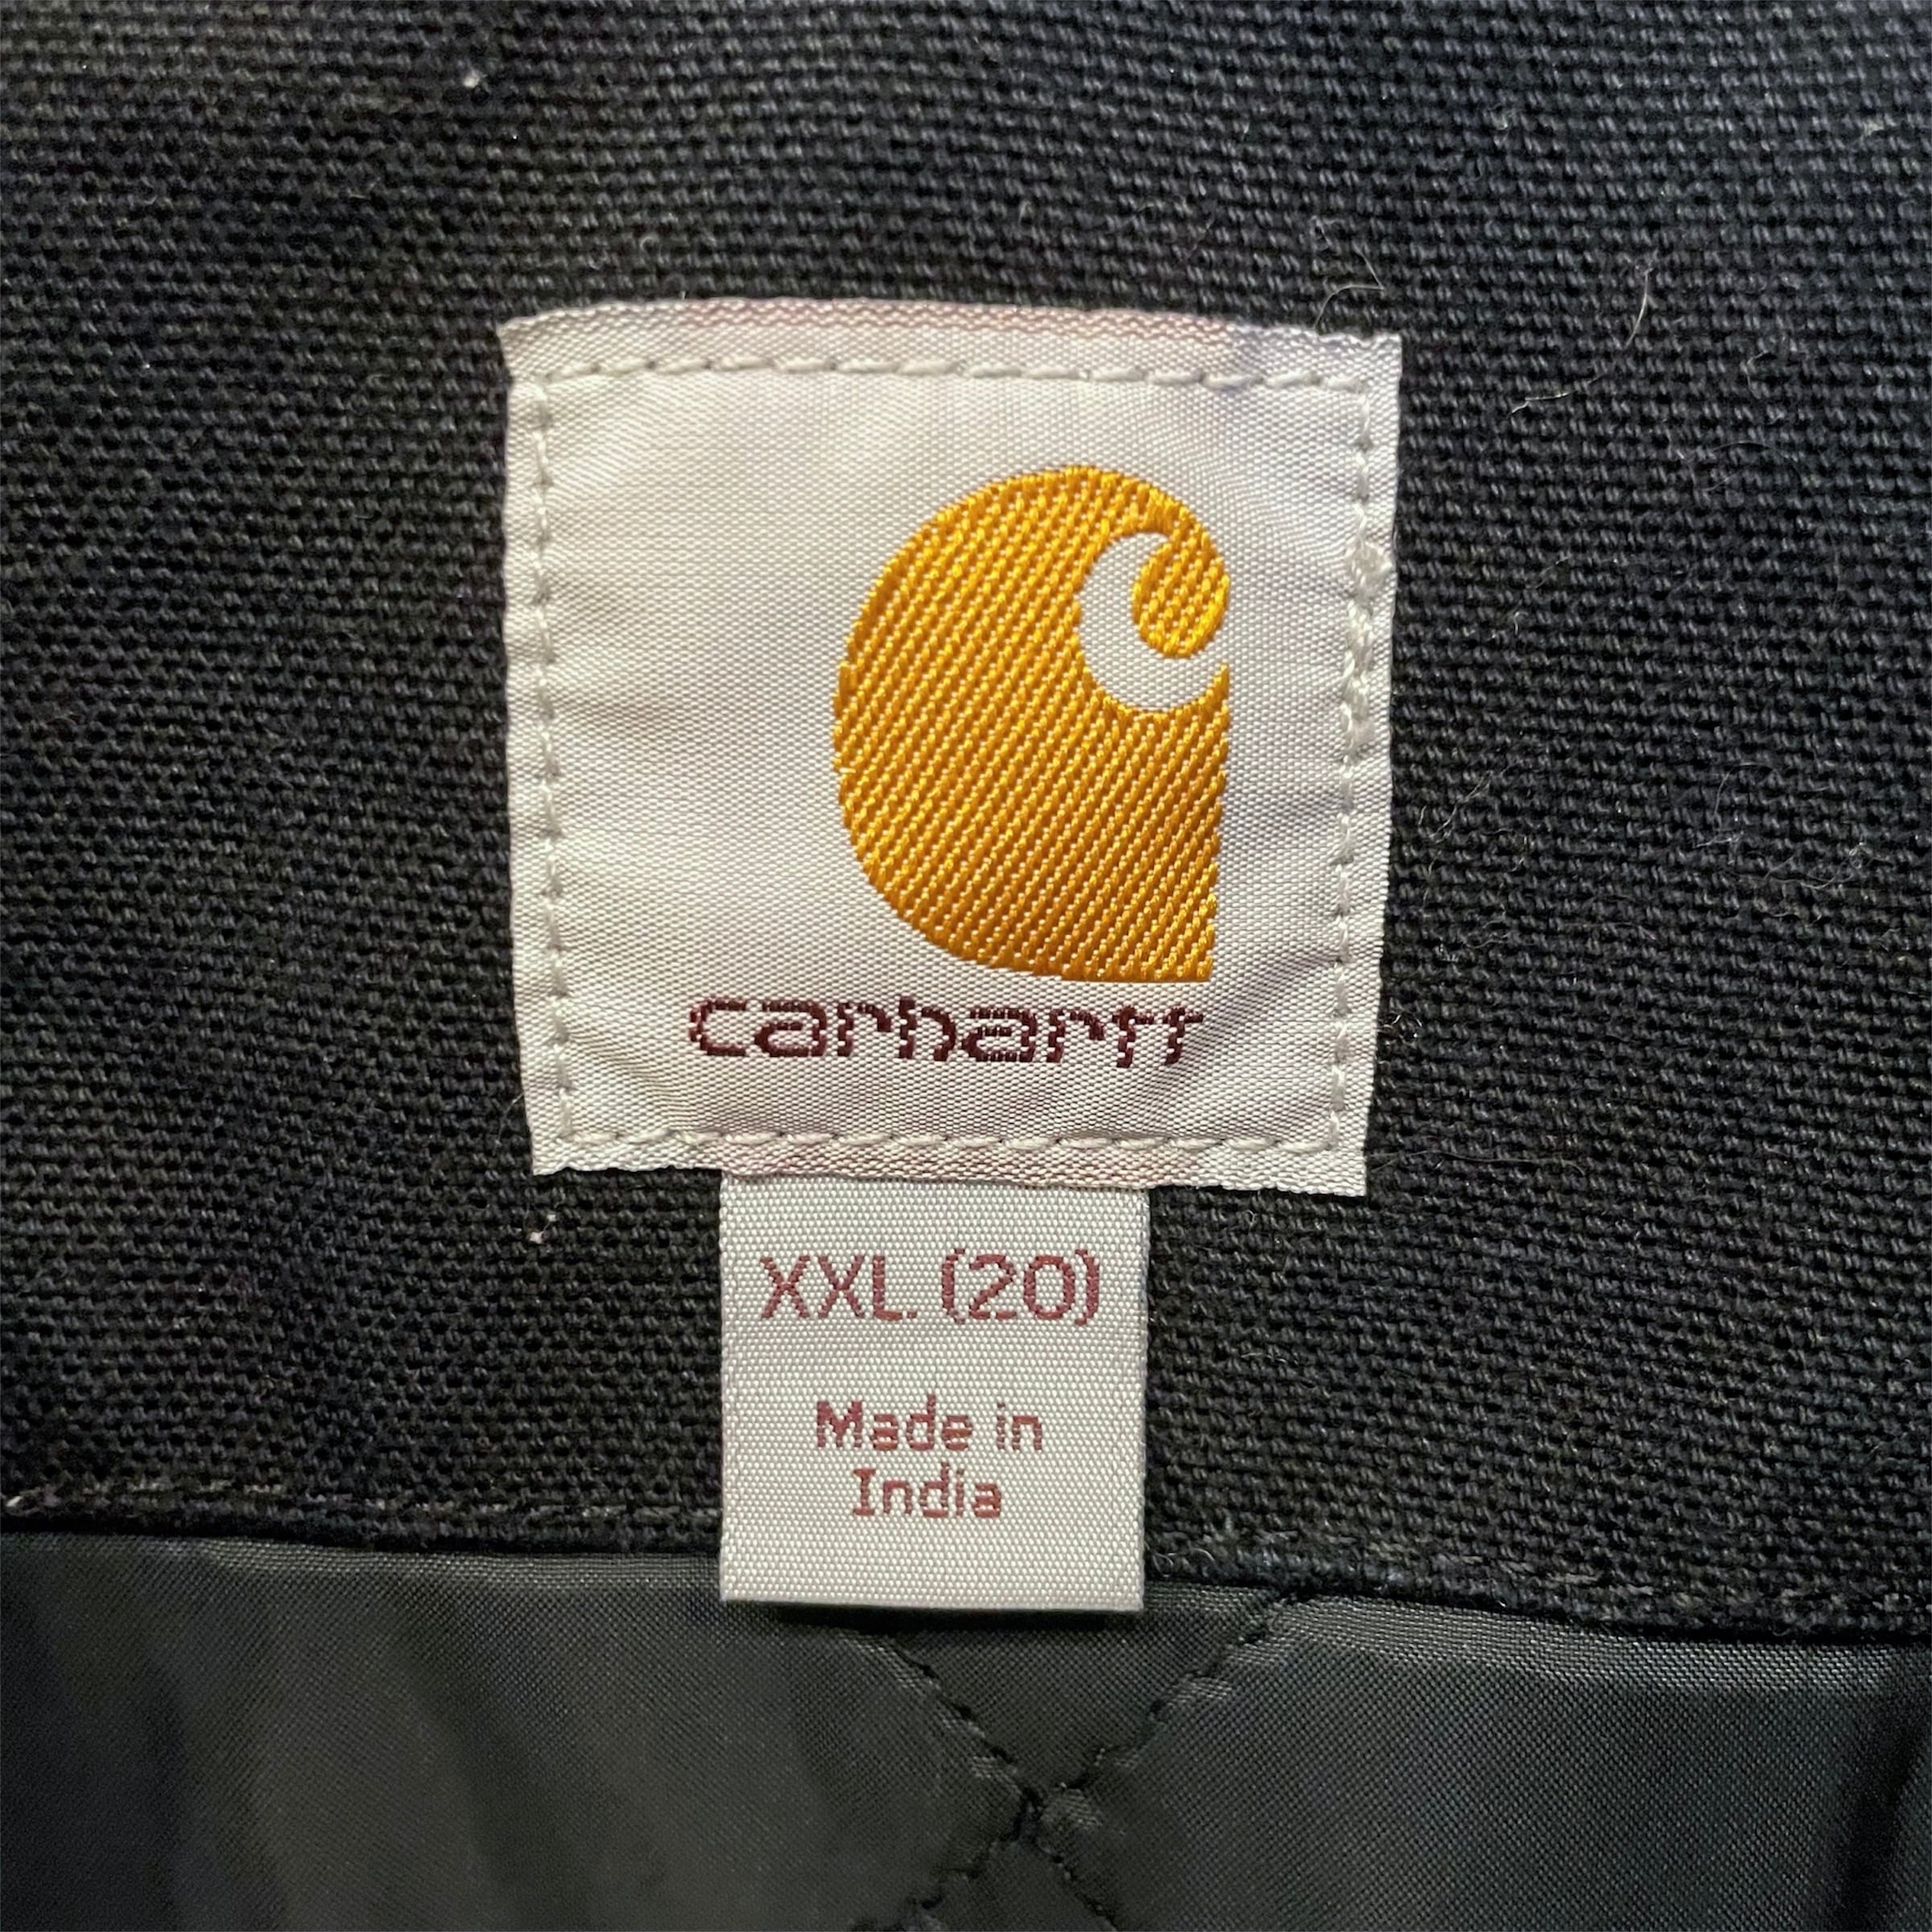 carhartt
XXL (20)
Made in
India